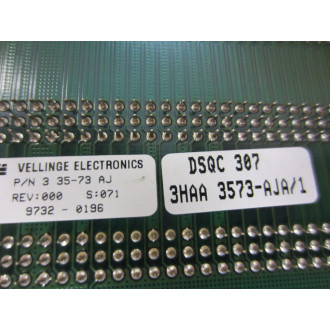 VELLINGE ELECTRONICS
P/N 3 35-73 AJ
REV:000 S:071
9732 - 0196
DSQC 307
3HAA 3573-AJA/1